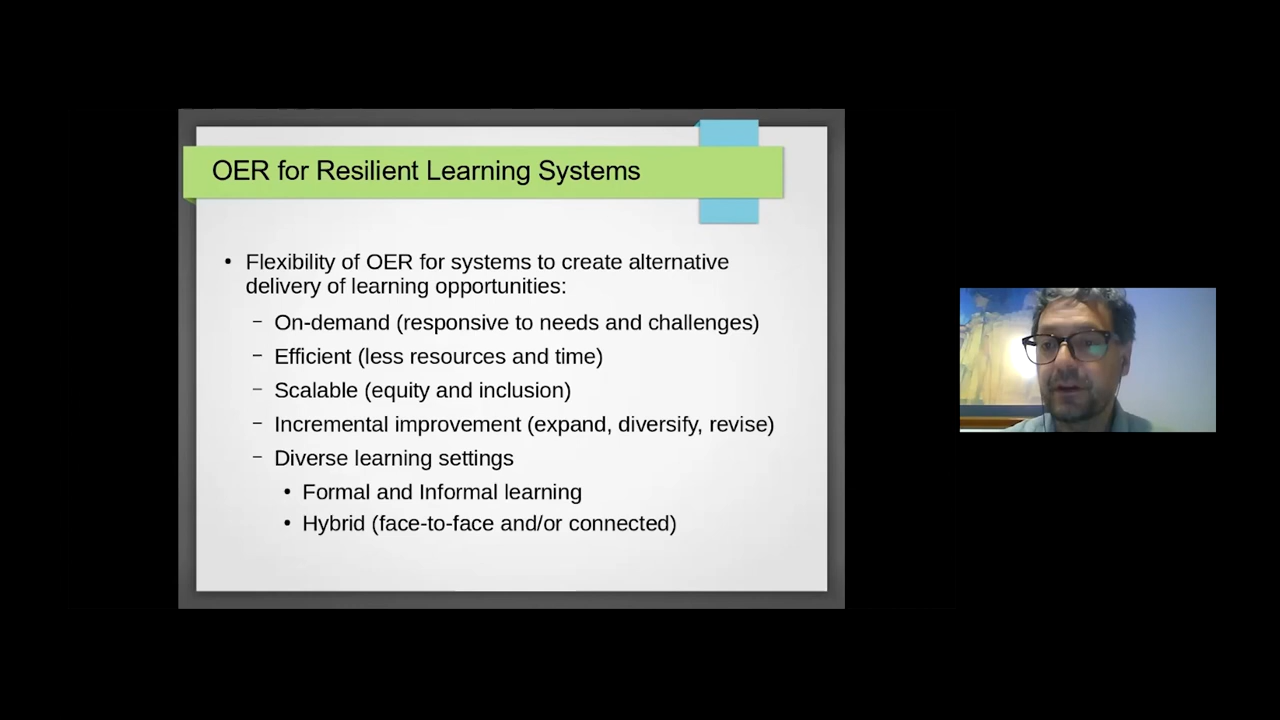 OER for Resilient Learning Systems
• Flexibility of OER for systems to create alternative
delivery of learning opportunities:
– On-demand (responsive to needs and challenges)
– Efficient (less resources and time)
– Scalable (equity and inclusion)
– Incremental improvement (expand, diversify, revise)
– Diverse learning settings
• Formal and Informal learning
• Hybrid (face-to-face and/or connected)